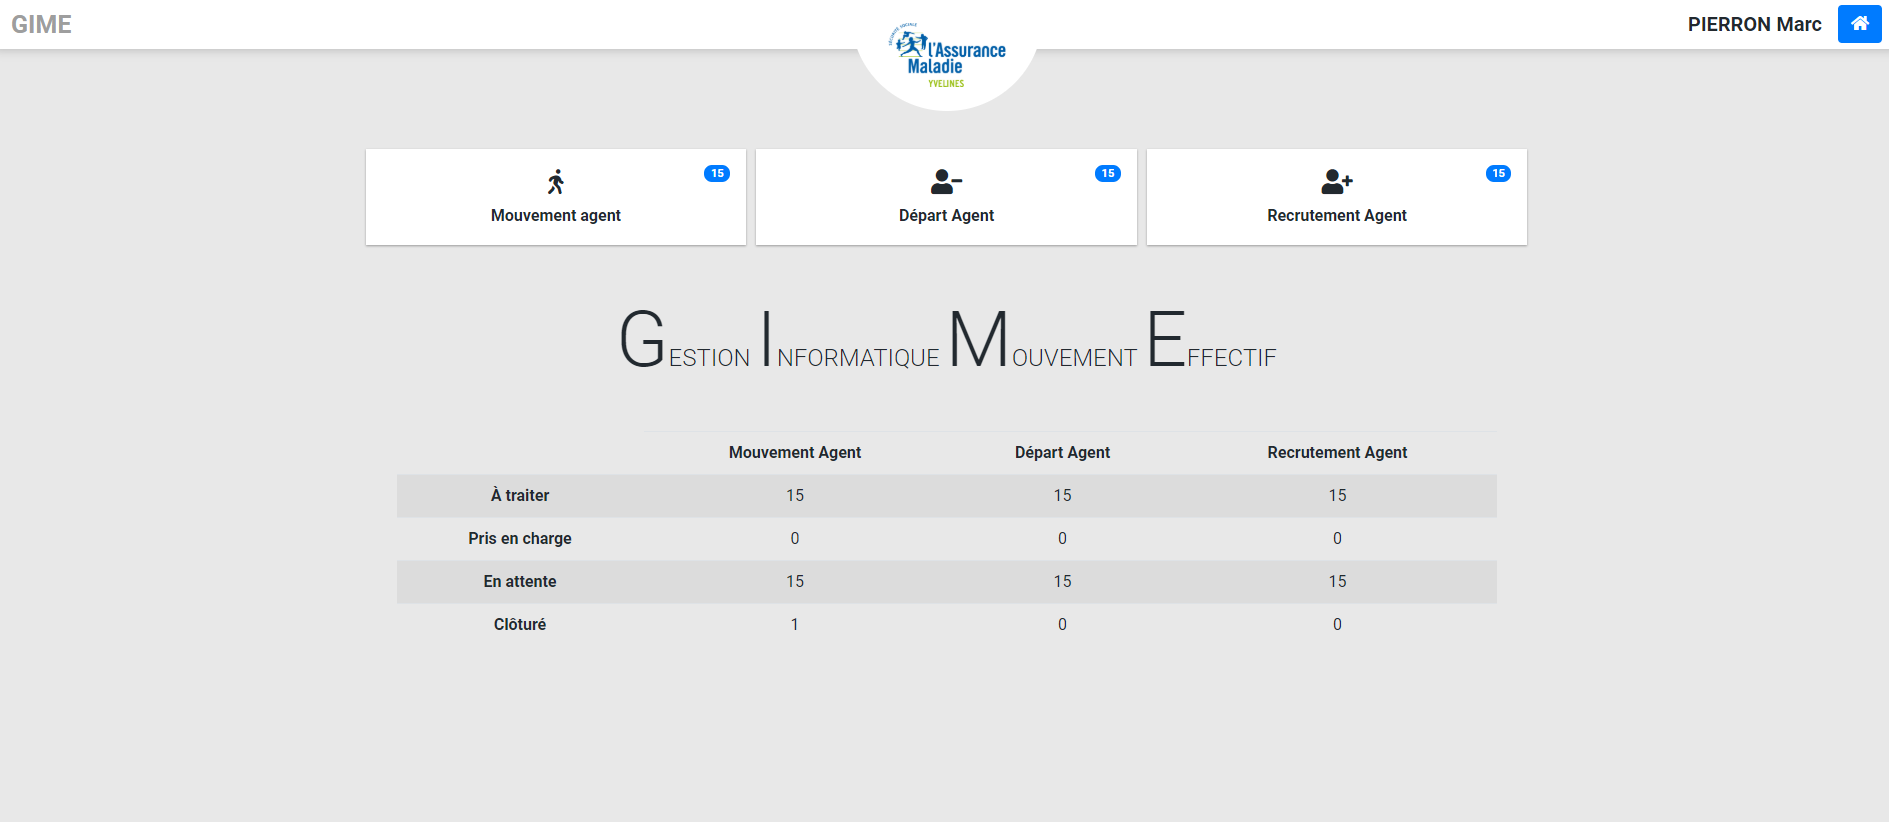 GIME
PIERRON Marc
SÉCURITÉ SOCIALE
l'Assurance
Maladie
YVELINES
15
Mouvement agent
15
Départ Agent
15
Recrutement Agent
GESTION INFORMATIQUE MOUVEMENT EFFECTIF
Mouvement Agent Départ Agent Recrutement Agent
À traiter 15 15 15
Pris en charge 0 0 0
En attente 15 15 15
Clôturé 1 0 0